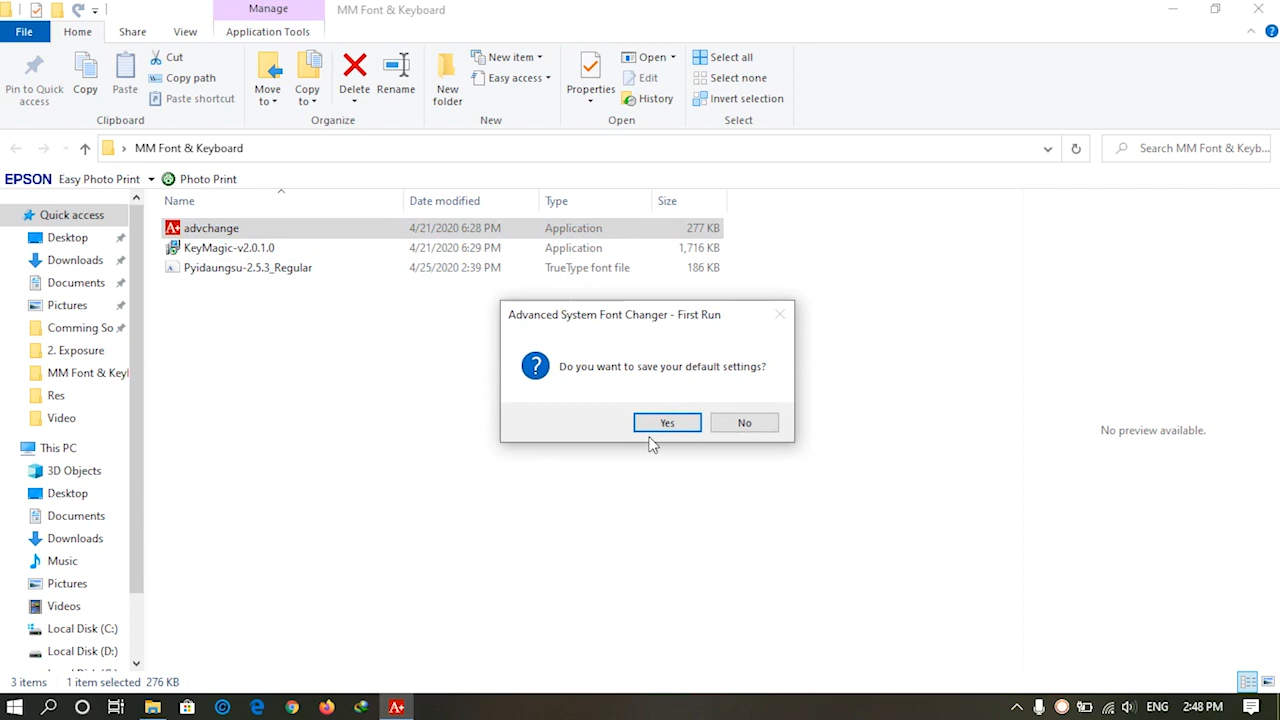 Manage
MM Font & Keyboard
File
Home
Share
View
Application Tools
Pin to Quick access
Copy
Paste
Cut
Copy path
Paste shortcut
Clipboard
Move to
Copy to
Delete
Rename
Organize
New folder
New item
Easy access
New
Properties
Open
Edit
History
Open
Select all
Select none
Invert selection
Select
MM Font & Keyboard
Search MM Font & Keyb...
EPSON Easy Photo Print Photo Print
Name Date modified Type Size
advchange 4/21/2020 6:28 PM Application 277 KB
KeyMagic-v2.0.1.0 4/21/2020 6:29 PM Application 1,716 KB
Pyidaungsu-2.5.3_Regular 4/25/2020 2:39 PM TrueType font file 186 KB
Quick access
Desktop
Downloads
Documents
Pictures
Comming So
2. Exposure
MM Font & Key
Res
Video
This PC
3D Objects
Desktop
Documents
Downloads
Music
Pictures
Videos
Local Disk (C:)
Local Disk (D:)
Advanced System Font Changer - First Run
? Do you want to save your default settings?
Yes No
No preview available.
3 items 1 item selected 276 KB
A+ ENG 2:48 PM